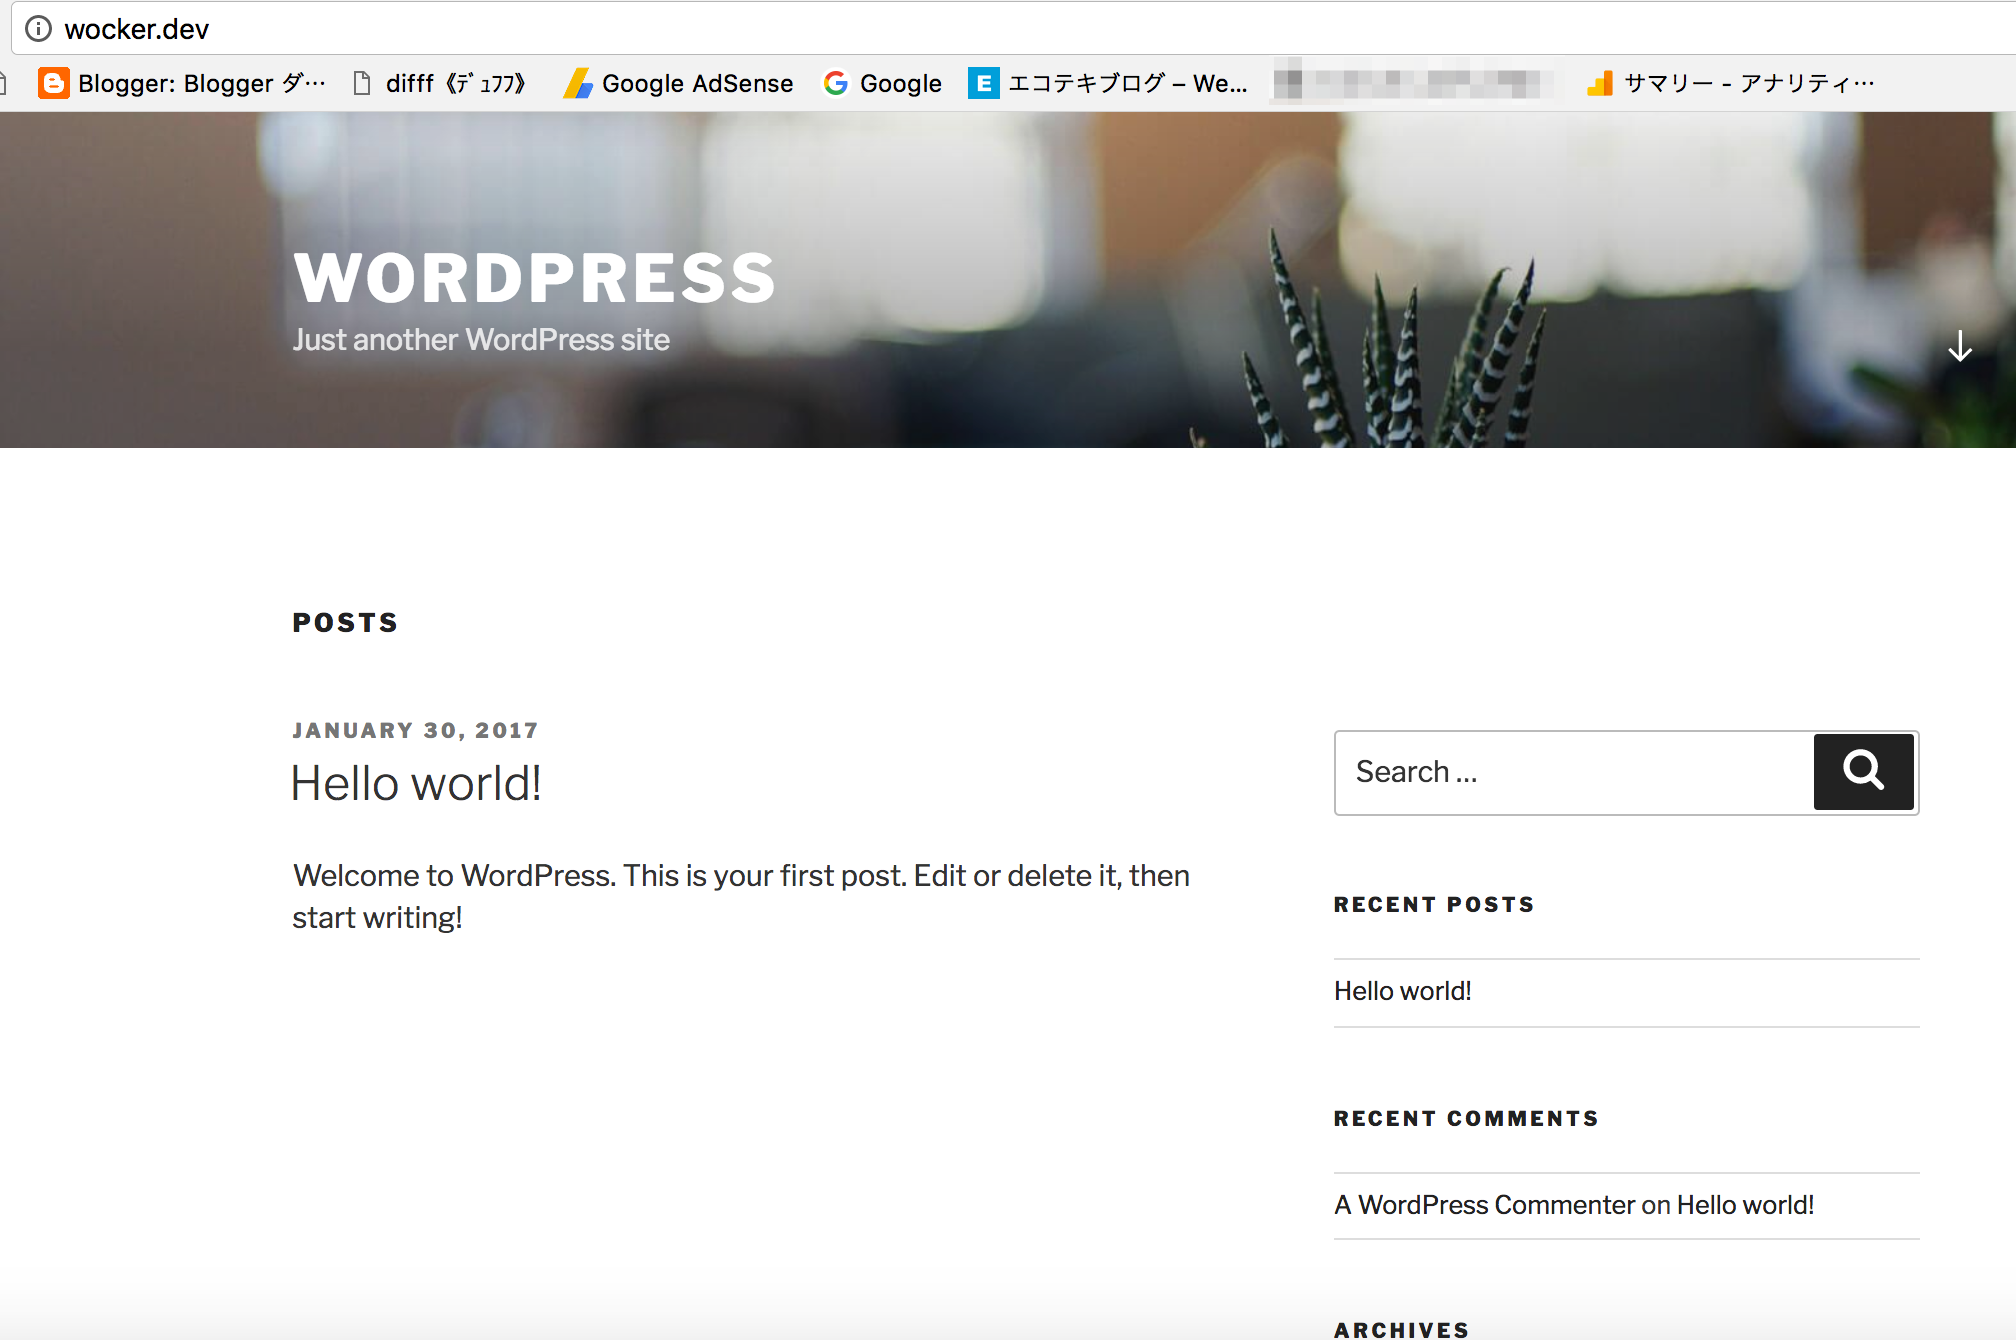 wocker.dev
Blogger: Blogger ダ… difff《ﾃﾞｭﾌﾌ》 Google AdSense Google E エコテキブログ – We... サマリー - アナリティ…
WORDPRESS
Just another WordPress site
POSTS
JANUARY 30, 2017
Hello world!
Welcome to WordPress. This is your first post. Edit or delete it, then
start writing!
Search …
RECENT POSTS
Hello world!
RECENT COMMENTS
A WordPress Commenter on Hello world!
ARCHIVES